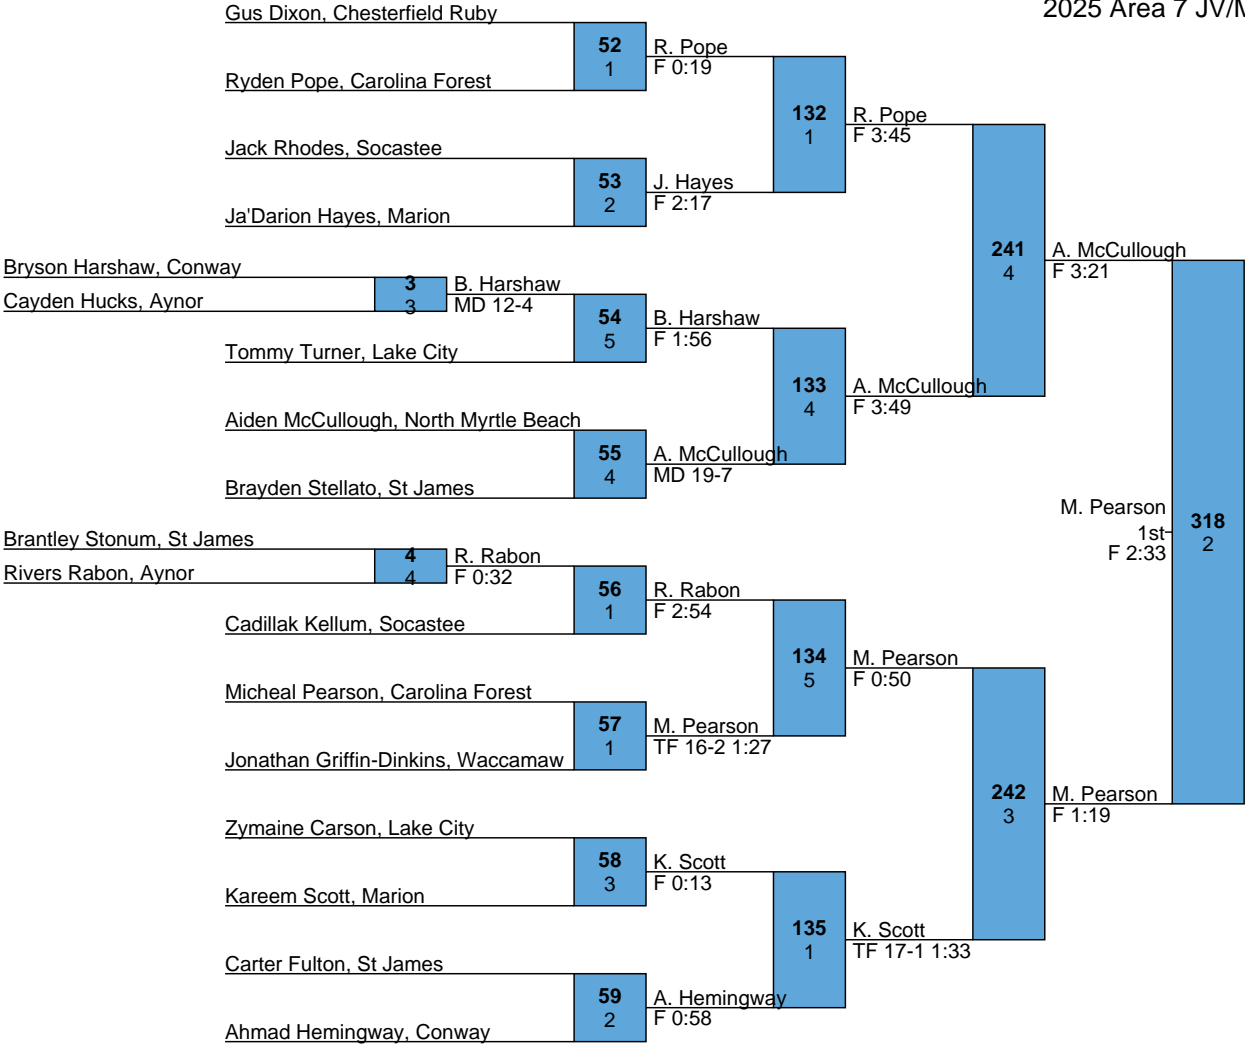 2025 Area 7 JV/M
Gus Dixon, Chesterfield Ruby
52
1
R. Pope
F 0:19
Ryden Pope, Carolina Forest
132
1
R. Pope
F 3:45
Jack Rhodes, Socastee
53
2
J. Hayes
F 2:17
Ja'Darion Hayes, Marion
241
4
A. McCullough
F 3:21
Bryson Harshaw, Conway
3
3
B. Harshaw
MD 12-4
Cayden Hucks, Aynor
54
5
B. Harshaw
F 1:56
Tommy Turner, Lake City
133
4
A. McCullough
F 3:49
Aiden McCullough, North Myrtle Beach
55
4
A. McCullough
MD 19-7
Brayden Stellato, St James
M. Pearson
1st
F 2:33
318
2
Brantley Stonum, St James
4
4
R. Rabon
F 0:32
Rivers Rabon, Aynor
56
1
R. Rabon
F 2:54
Cadillak Kellum, Socastee
134
5
M. Pearson
F 0:50
Micheal Pearson, Carolina Forest
57
1
M. Pearson
TF 16-2 1:27
Jonathan Griffin-Dinkins, Waccamaw
242
3
M. Pearson
F 1:19
Zymaine Carson, Lake City
58
3
K. Scott
F 0:13
Kareem Scott, Marion
135
1
K. Scott
TF 17-1 1:33
Carter Fulton, St James
59
2
A. Hemingway
F 0:58
Ahmad Hemingway, Conway